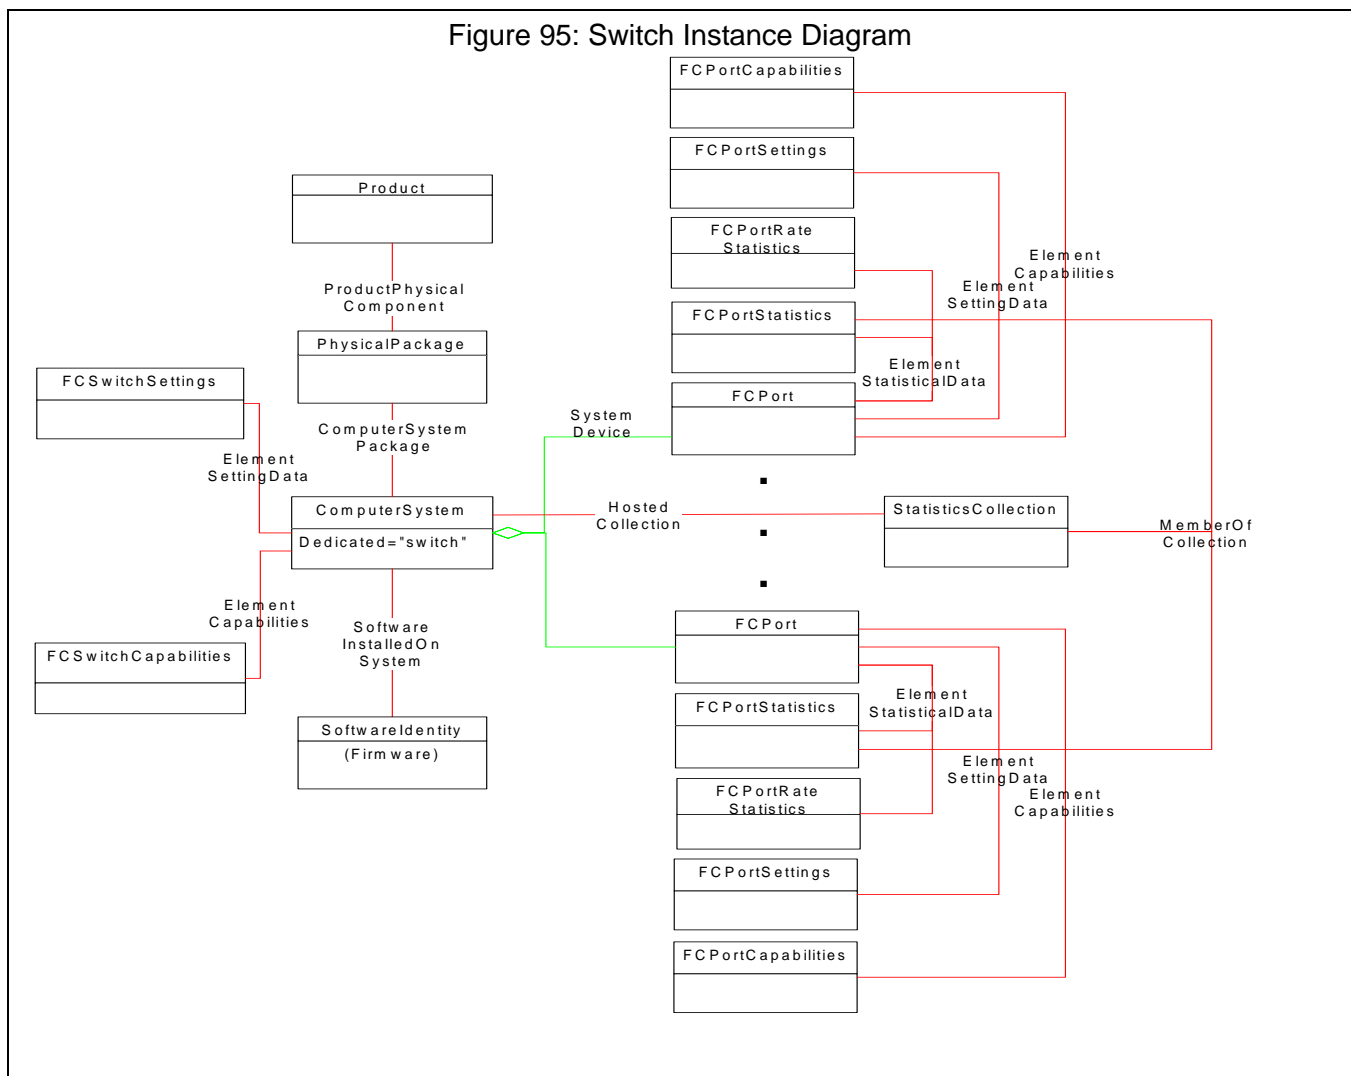 Figure 95: Switch Instance Diagram
FCPortCapabilities
FCPortSettings
Product
FCPortRate
Statistics
Element
Capabilities
ProductPhysical
Component
Element
SettingData
FCPortStatistics
PhysicalPackage
FCSwitchSettings
Element
StatisticalData
FCPort
System
Device
ComputerSystem
Package
Element
SettingData
ComputerSystem
Dedicated="switch"
Hosted
Collection
StatisticsCollection
MemberOf
Collection
Element
Capabilities
Software
InstalledOn
System
FCPort
FCSwitchCapabilities
Element
StatisticalData
FCPortStatistics
SoftwareIdentity
(Firmware)
Element
SettingData
FCPortRate
Statistics
Element
Capabilities
FCPortSettings
FCPortCapabilities